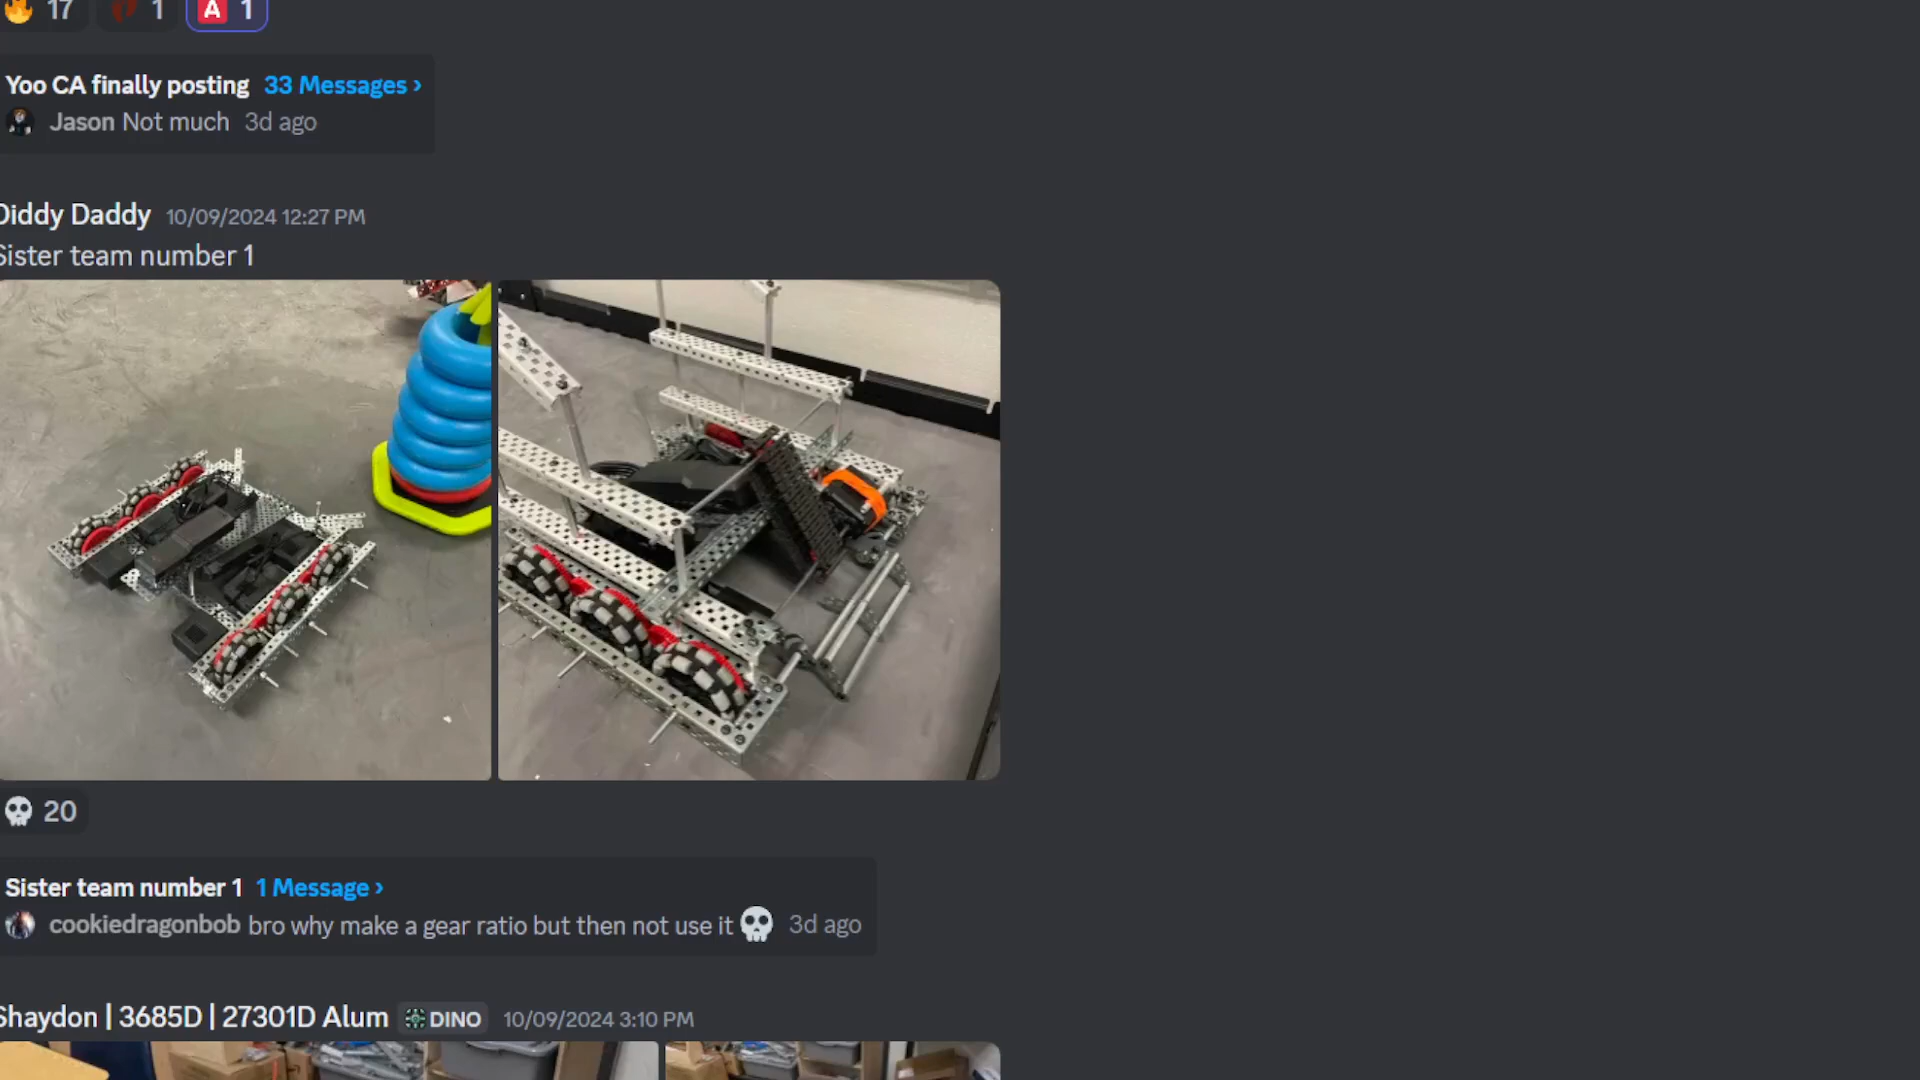 17 1 A 1
Yoo CA finally posting 33 Messages ›
Jason Not much 3d ago
Diddy Daddy 10/09/2024 12:27 PM
Sister team number 1
20
Sister team number 1 1 Message ›
cookiedragonbob bro why make a gear ratio but then not use it 3d ago
Shaydon | 3685D | 27301D Alum DINO 10/09/2024 3:10 PM